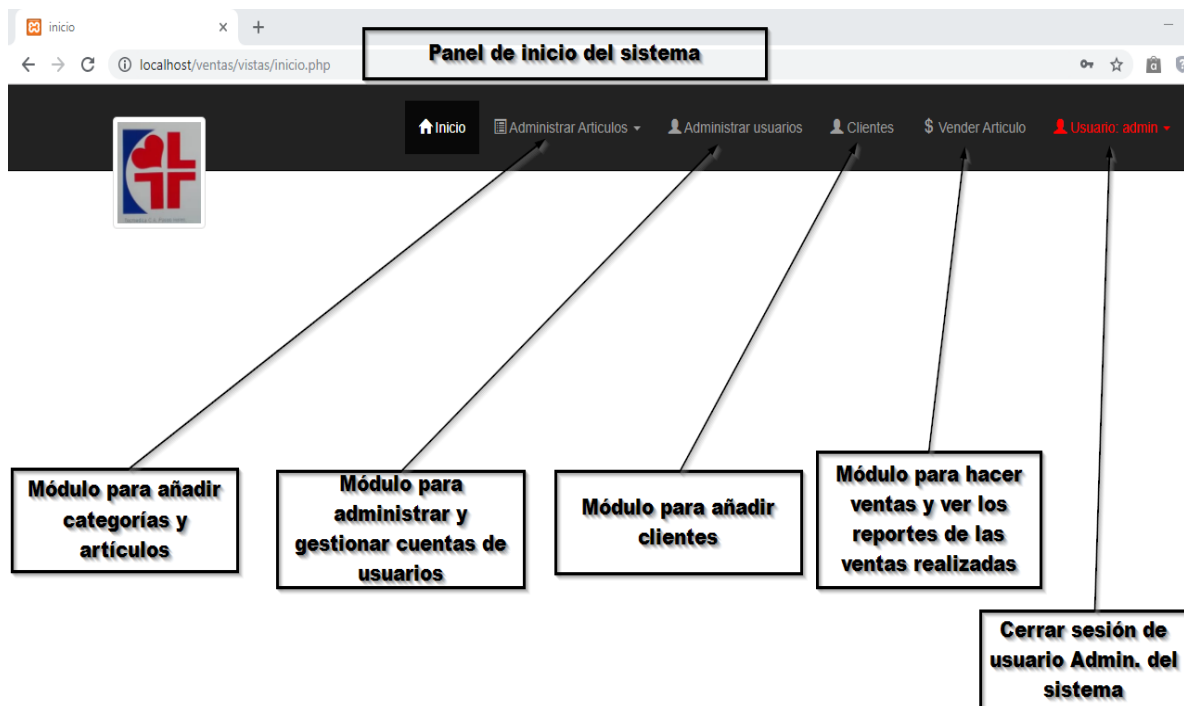 inicio
Panel de inicio del sistema
localhost/ventas/vistas/inicio.php
Inicio
Administrar Articulos
Administrar usuarios
Clientes
$ Vender Articulo
Usuario: admin
Módulo para añadir
categorías y
artículos
Módulo para
administrar y
gestionar cuentas de
usuarios
Módulo para añadir
clientes
Módulo para hacer
ventas y ver los
reportes de las
ventas realizadas
Cerrar sesión de
usuario Admin. del
sistema